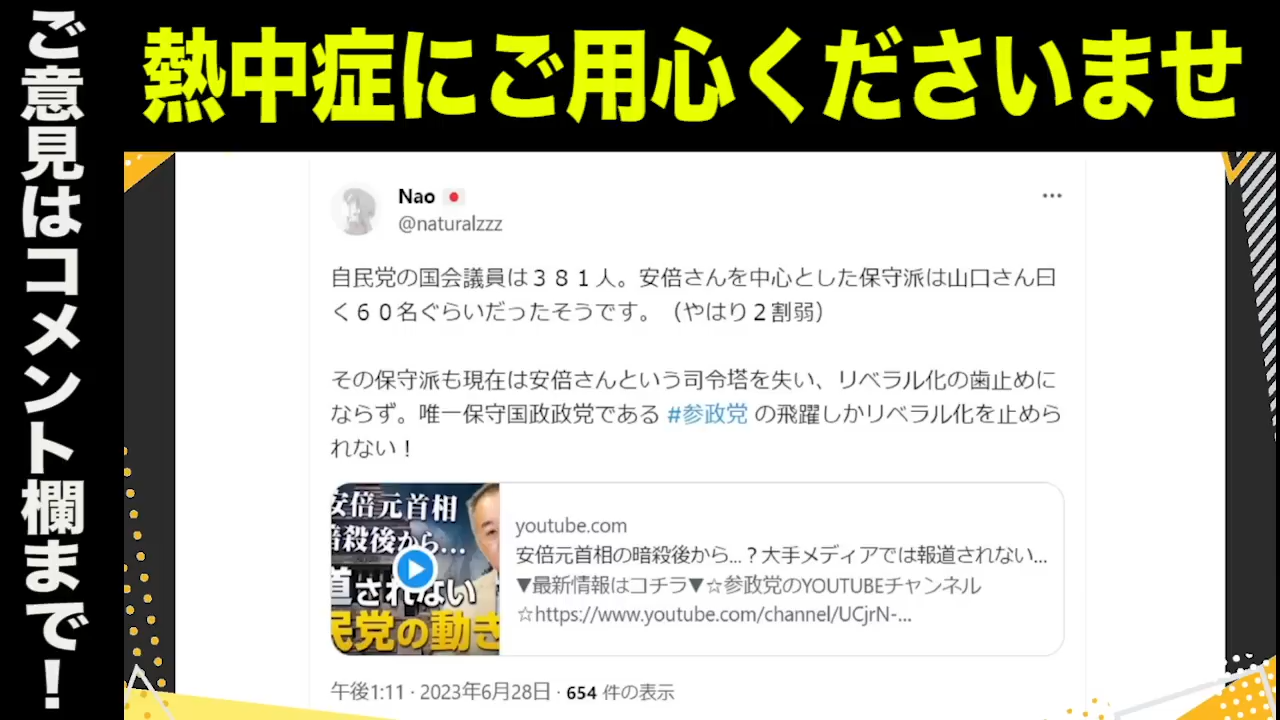 熱中症にご用心くださいませ
ご意見はコメント欄まで！
Nao
@naturalzzz
自民党の国会議員は３８１人。安倍さんを中心とした保守派は山口さん曰
く６０名ぐらいだったそうです。（やはり２割弱）
その保守派も現在は安倍さんという司令塔を失い、リベラル化の歯止めに
ならず。唯一保守国政政党である #参政党 の飛躍しかリベラル化を止めら
れない！
安倍元首相
暗殺後から…
道されない
民党の動き
youtube.com
安倍元首相の暗殺後から...？大手メディアでは報道されない...
▼最新情報はコチラ▼☆参政党のYOUTUBEチャンネル
☆https://www.youtube.com/channel/UCjrN-...
午後1:11 · 2023年6月28日 · 654 件の表示